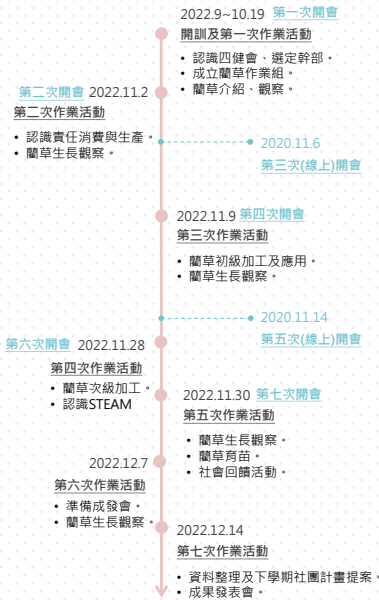 2022.9~10.19 第一次開會
開訓及第一次作業活動
• 認識四健會、選定幹部。
• 成立藺草作業組。
• 藺草介紹、觀察。
第二次開會 2022.11.2
第二次作業活動
• 認識責任消費與生產。
• 藺草生長觀察。
2020.11.6
第三次(線上)開會
2022.11.9 第四次開會
第三次作業活動
• 藺草初級加工及應用。
• 藺草生長觀察。
2020.11.14
第五次(線上)開會
第六次開會 2022.11.28
第四次作業活動
• 藺草次級加工。
• 認識STEAM
2022.11.30 第七次開會
第五次作業活動
• 藺草生長觀察。
• 藺草育苗。
• 社會回饋活動。
2022.12.7
第六次作業活動
• 準備成發會。
• 藺草生長觀察。
2022.12.14
第七次作業活動
• 資料整理及下學期社團計畫提案。
• 成果發表會。